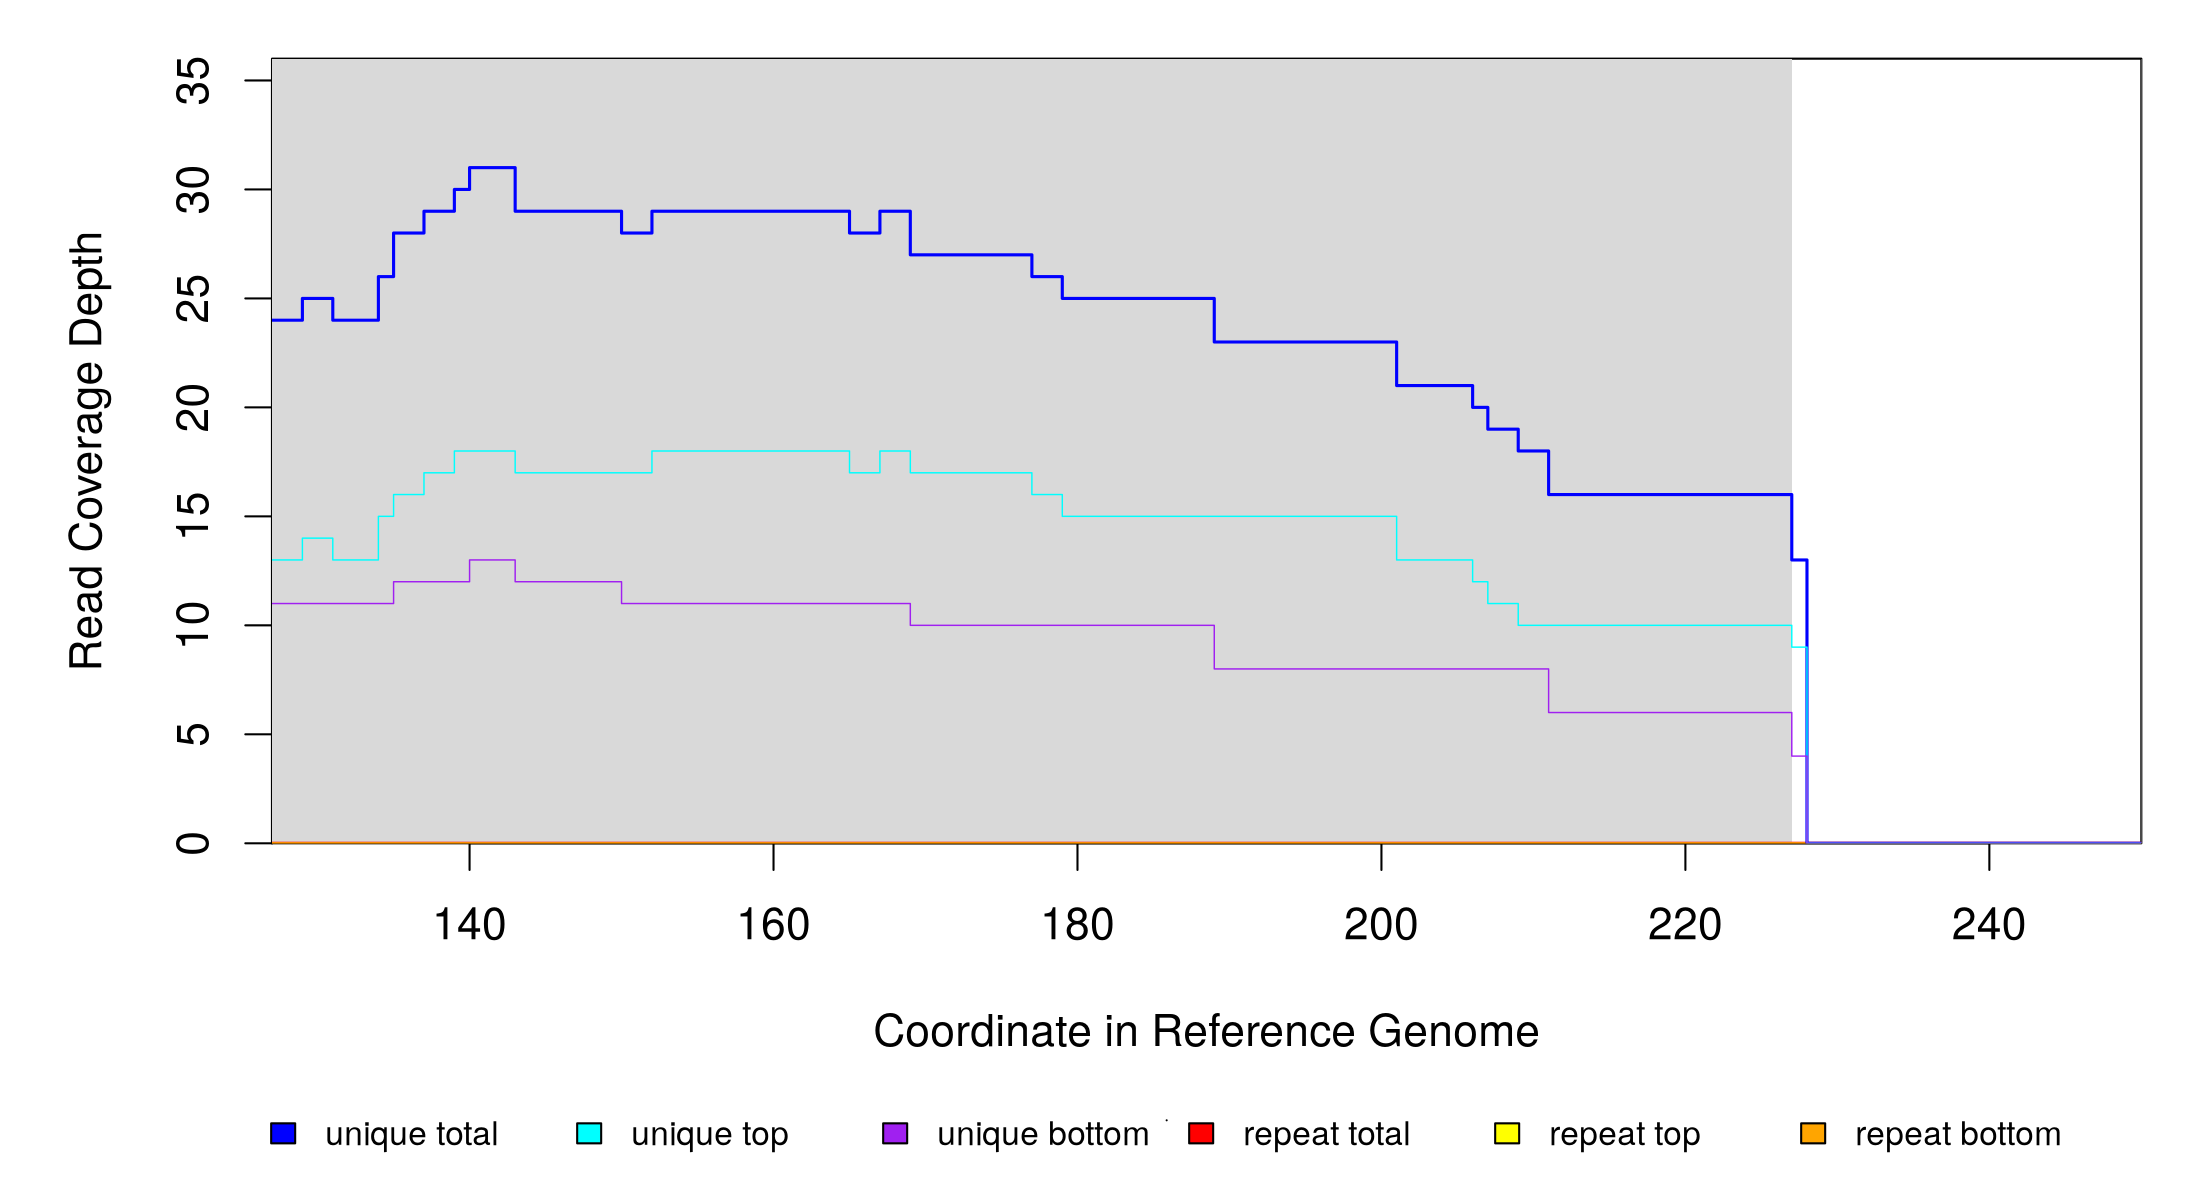 Read Coverage Depth
35
30
25
20
15
10
5
0
140 160 180 200 220 240
Coordinate in Reference Genome
unique total unique top unique bottom repeat total repeat top repeat bottom